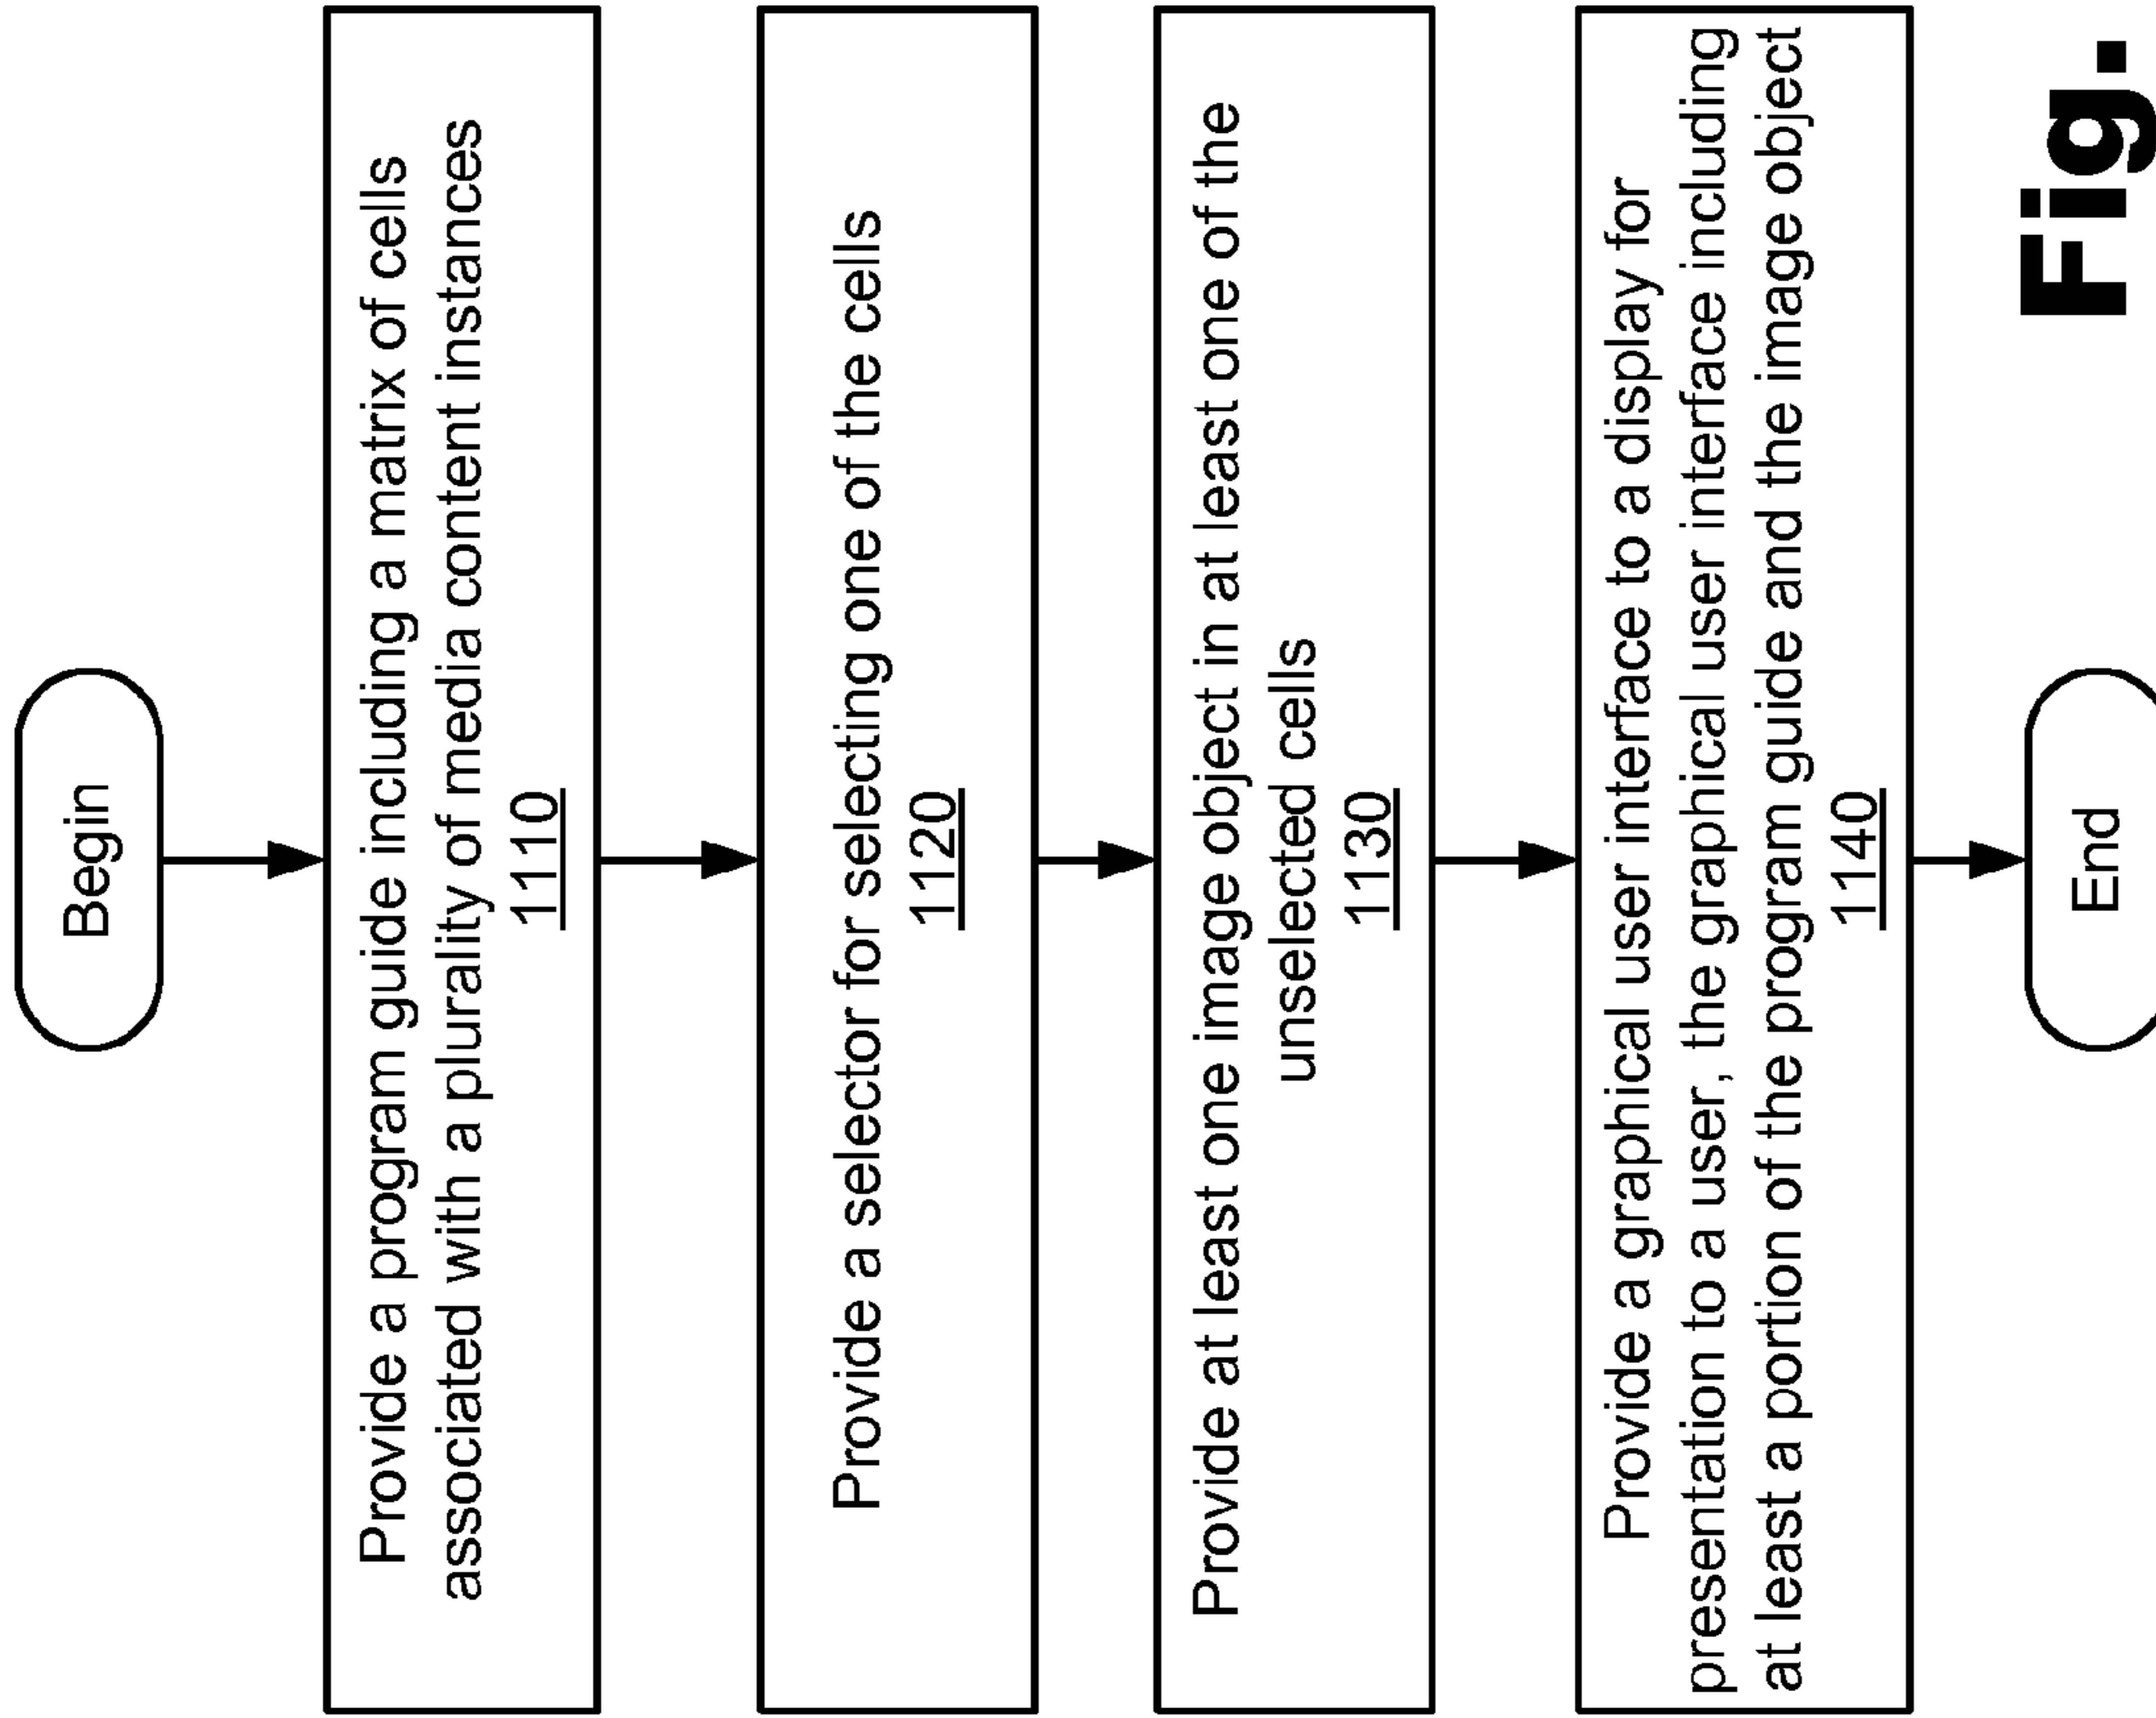 Begin
Provide a program guide including a matrix of cells
associated with a plurality of media content instances
1110
Provide a selector for selecting one of the cells
1120
Provide at least one image object in at least one of the
unselected cells
1130
Provide a graphical user interface to a display for
presentation to a user, the graphical user interface including
at least a portion of the program guide and the image object
1140
End
Fig.